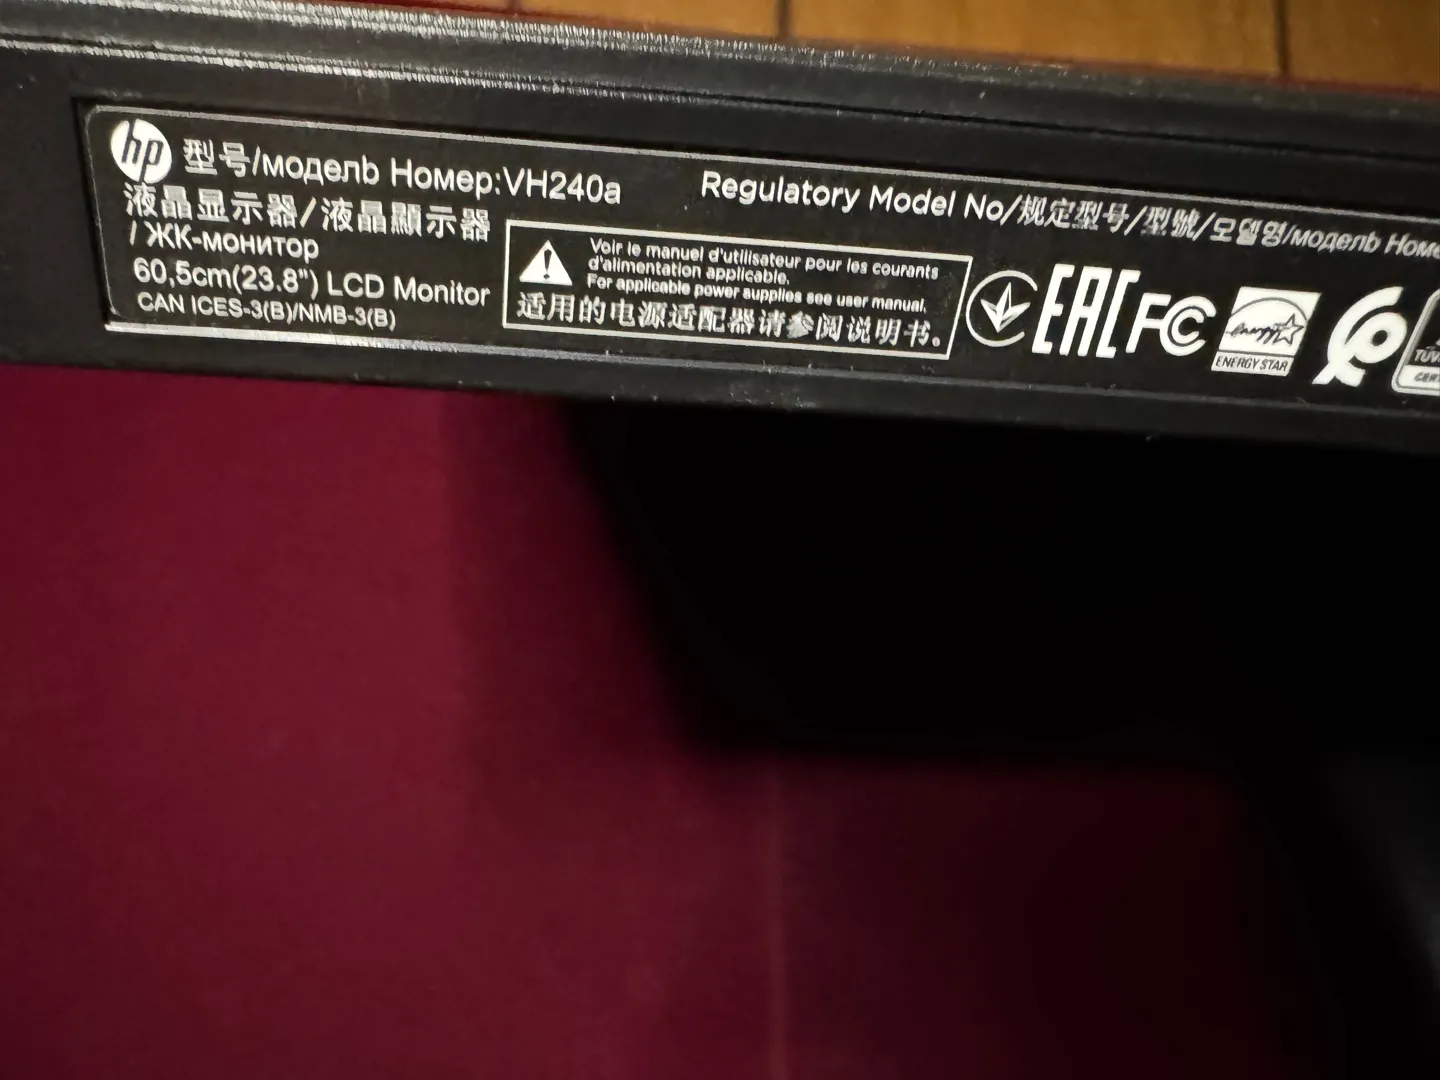 hp 型号/модель Номер:VH240a
Regulatory Model No/规定型号/型號/모델명/модель
液晶显示器/液晶顯示器
/ ЖК-монитор
60,5cm(23.8") LCD Monitor
CAN ICES-3(B)/NMB-3(B)
Voir le manuel d'utilisateur pour les courants
d'alimentation applicable.
For applicable power supplies see user manual.
适用的电源适配器请参阅说明书。
EAC
FC
energy
ENERGY STAR
TÜV